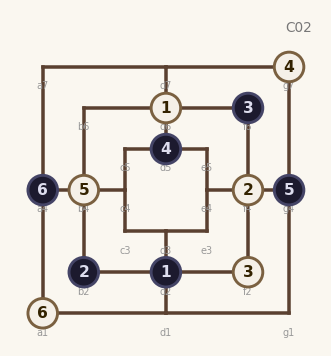 C02
4
a7 d7 g7
1 3
b6 d6 f6
4
c5 d5 e5
6 5 2 5
a4 b4 c4 e4 f4 g4
c3 d3 e3
2 1 3
b2 d2 f2
6
a1 d1 g1